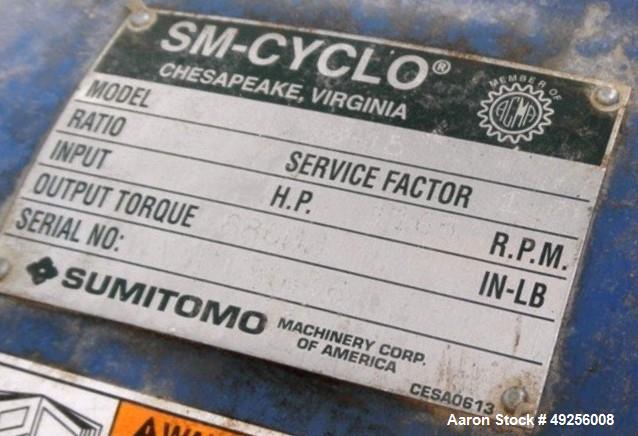 SM-CYCLO®
CHESAPEAKE, VIRGINIA
MEMBER OF
AGMA
MODEL
RATIO
SERVICE FACTOR
INPUT
H.P.
R.P.M.
OUTPUT TORQUE
IN-LB
SERIAL NO:
SUMITOMO MACHINERY CORP.
OF AMERICA
CESA0613
Aaron Stock # 49256008